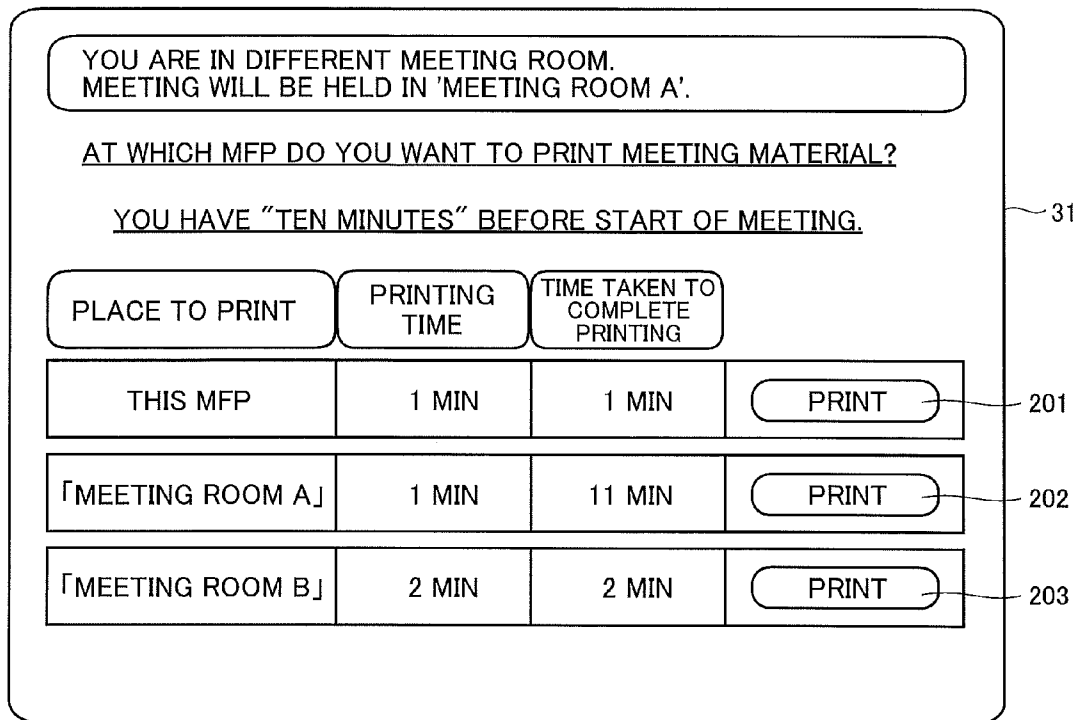 YOU ARE IN DIFFERENT MEETING ROOM.
MEETING WILL BE HELD IN 'MEETING ROOM A'.
AT WHICH MFP DO YOU WANT TO PRINT MEETING MATERIAL?
YOU HAVE "TEN MINUTES" BEFORE START OF MEETING.
31
PLACE TO PRINT
PRINTING
TIME
TIME TAKEN TO
COMPLETE
PRINTING
THIS MFP 1 MIN 1 MIN PRINT 201
「MEETING ROOM A」 1 MIN 11 MIN PRINT 202
「MEETING ROOM B」 2 MIN 2 MIN PRINT 203